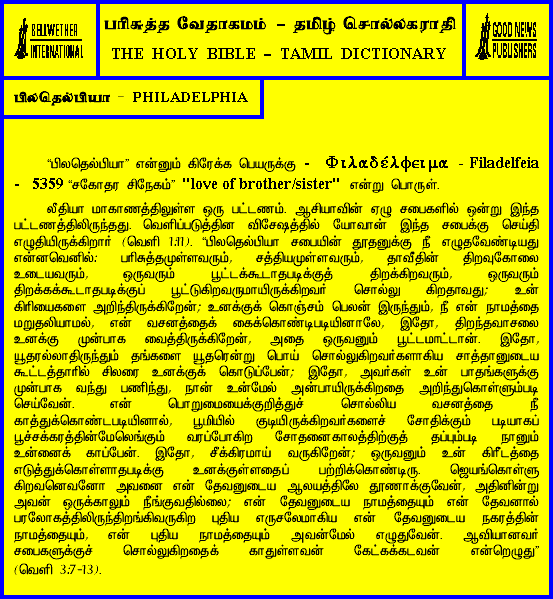 BELLWETHER
INTERNATIONAL
பரிசுத்த வேதாகமம் - தமிழ் சொல்லகராதி
THE HOLY BIBLE - TAMIL DICTIONARY
GOOD NEWS
PUBLISHERS
பிலதெல்பியா - PHILADELPHIA
“பிலதெல்பியா” என்னும் கிரேக்க பெயருக்கு - Φιλαδέλφειμα - Filadelfeia
- 5359 “சகோதர சிநேகம்” "love of brother/sister" என்று பொருள்.
லீதியா மாகாணத்திலுள்ள ஒரு பட்டணம். ஆசியாவின் ஏழு சபைகளில் ஒன்று இந்த
பட்டணத்திலிருந்தது. வெளிப்படுத்தின விசேஷத்தில் யோவான் இந்த சபைக்கு செய்தி
எழுதியிருக்கிறார் (வெளி 1:11). “பிலதெல்பியா சபையின் தூதனுக்கு நீ எழுதவேண்டியது
என்னவெனில்: பரிசுத்தமுள்ளவரும், சத்தியமுள்ளவரும், தாவீதின் திறவுகோலை
உடையவரும், ஒருவரும் பூட்டக்கூடாதபடிக்குத் திறக்கிறவரும், ஒருவரும்
திறக்கக்கூடாதபடிக்குப் பூட்டுகிறவருமாயிருக்கிறவர் சொல்லு கிறதாவது; உன்
கிரியைகளை அறிந்திருக்கிறேன்; உனக்குக் கொஞ்சம் பெலன் இருந்தும், நீ என் நாமத்தை
மறுதலியாமல், என் வசனத்தைக் கைக்கொண்டபடியினாலே, இதோ, திறந்தவாசலை
உனக்கு முன்பாக வைத்திருக்கிறேன், அதை ஒருவனும் பூட்டமாட்டான். இதோ,
யூதரல்லாதிருந்தும் தங்களை யூதரென்று பொய் சொல்லுகிறவர்களாகிய சாத்தானுடைய
கூட்டத்தாரில் சிலரை உனக்குக் கொடுப்பேன்; இதோ, அவர்கள் உன் பாதங்களுக்கு
முன்பாக வந்து பணிந்து, நான் உன்மேல் அன்பாயிருக்கிறதை அறிந்துகொள்ளும்படி
செய்வேன். என் பொறுமையைக்குறித்துச் சொல்லிய வசனத்தை நீ
காத்துக்கொண்டபடியினால், பூமியில் குடியிருக்கிறவர்களைச் சோதிக்கும் படியாகப்
பூச்சக்கரத்தின்மேலெங்கும் வரப்போகிற சோதனைகாலத்திற்குத் தப்பும்படி நானும்
உன்னைக் காப்பேன். இதோ, சீக்கிரமாய் வருகிறேன்; ஒருவனும் உன் கிரீடத்தை
எடுத்துக்கொள்ளாதபடிக்கு உனக்குள்ளதைப் பற்றிக்கொண்டிரு. ஜெயங்கொள்ளு
கிறவனெவனோ அவனை என் தேவனுடைய ஆலயத்திலே தூணாக்குவேன், அதினின்று
அவன் ஒருக்காலும் நீங்குவதில்லை; என் தேவனுடைய நாமத்தையும் என் தேவனால்
பரலோகத்திலிருந்திறங்கிவருகிற புதிய எருசலேமாகிய என் தேவனுடைய நகரத்தின்
நாமத்தையும், என் புதிய நாமத்தையும் அவன்மேல் எழுதுவேன். ஆவியானவர்
சபைகளுக்குச் சொல்லுகிறதைக் காதுள்ளவன் கேட்கக்கடவன் என்றெழுது”
(வெளி 3:7-13).